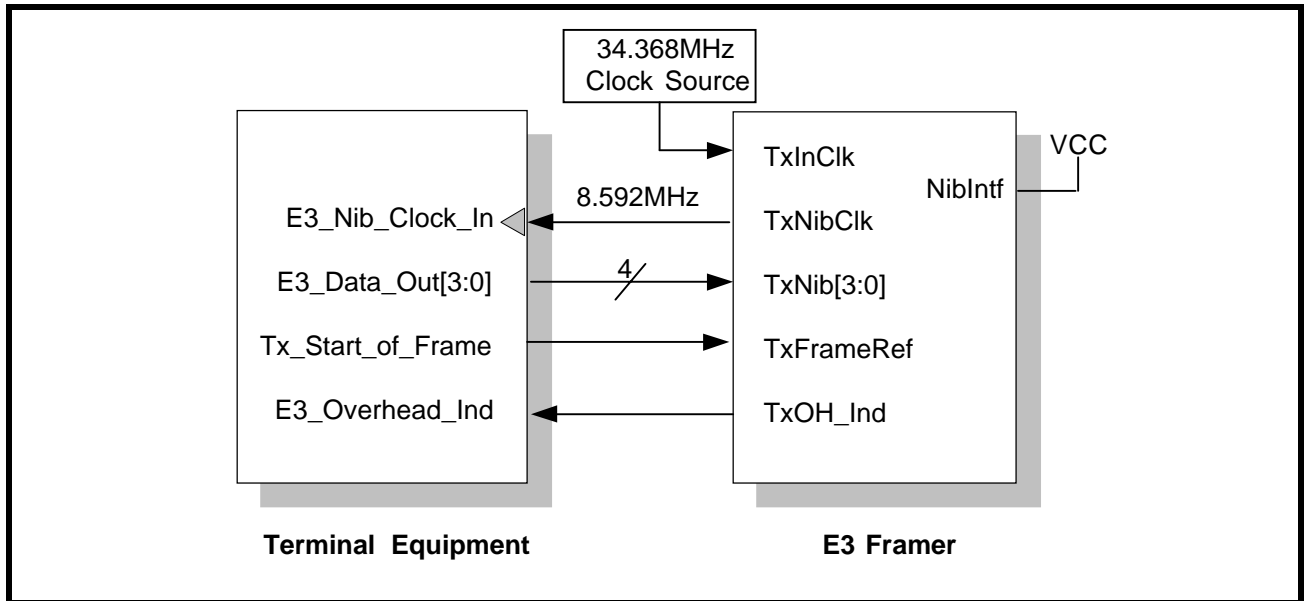 34.368MHz
Clock Source
TxInClk
VCC
NibIntf
8.592MHz
E3_Nib_Clock_In
TxNibClk
E3_Data_Out[3:0]
4
TxNib[3:0]
Tx_Start_of_Frame
TxFrameRef
E3_Overhead_Ind
TxOH_Ind
Terminal Equipment
E3 Framer